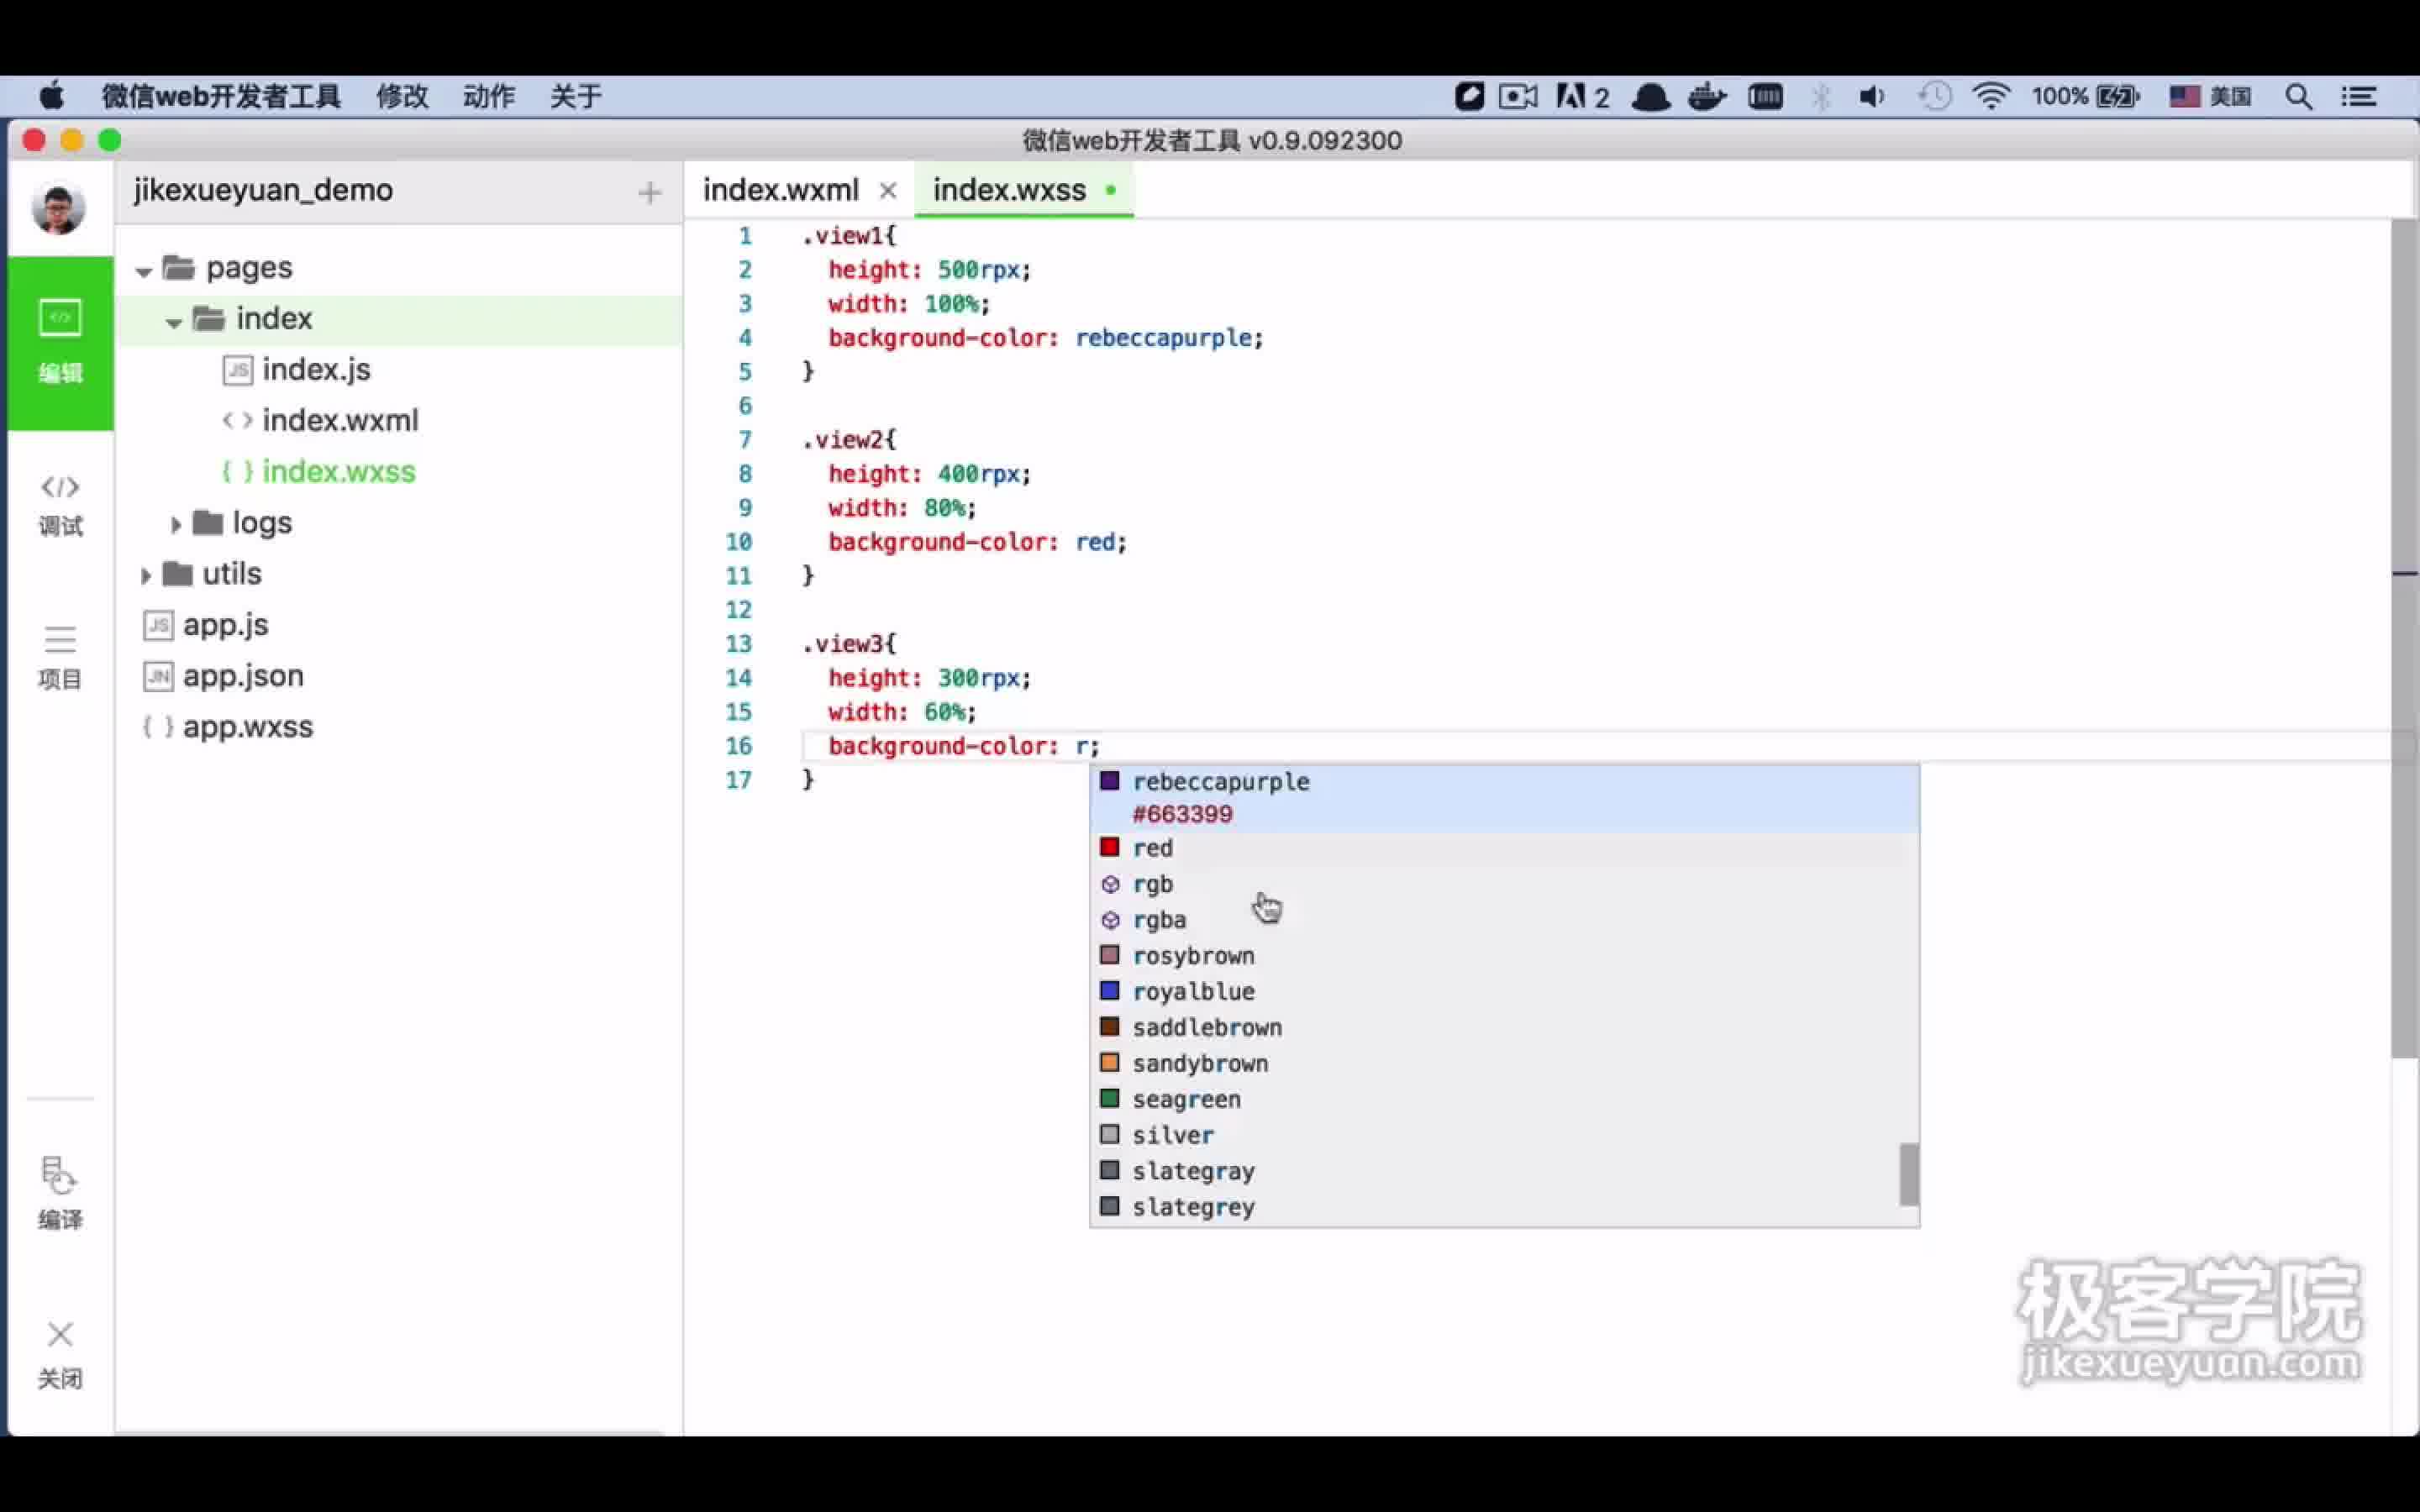 微信web开发者工具 修改 动作 关于 2 100% 美国
微信web开发者工具 v0.9.092300
jikexueyuan_demo +
index.wxml × index.wxss
编辑
调试
项目
编译
关闭
pages
index
JS index.js
<> index.wxml
{ } index.wxss
logs
utils
JS app.js
JN app.json
{ } app.wxss
1 .view1{
2 height: 500rpx;
3 width: 100%;
4 background-color: rebeccapurple;
5 }
6
7 .view2{
8 height: 400rpx;
9 width: 80%;
10 background-color: red;
11 }
12
13 .view3{
14 height: 300rpx;
15 width: 60%;
16 background-color: r;
17 }
rebeccapurple
#663399
red
rgb
rgba
rosybrown
royalblue
saddlebrown
sandybrown
seagreen
silver
slategray
slategrey
极客学院
jikexueyuan.com